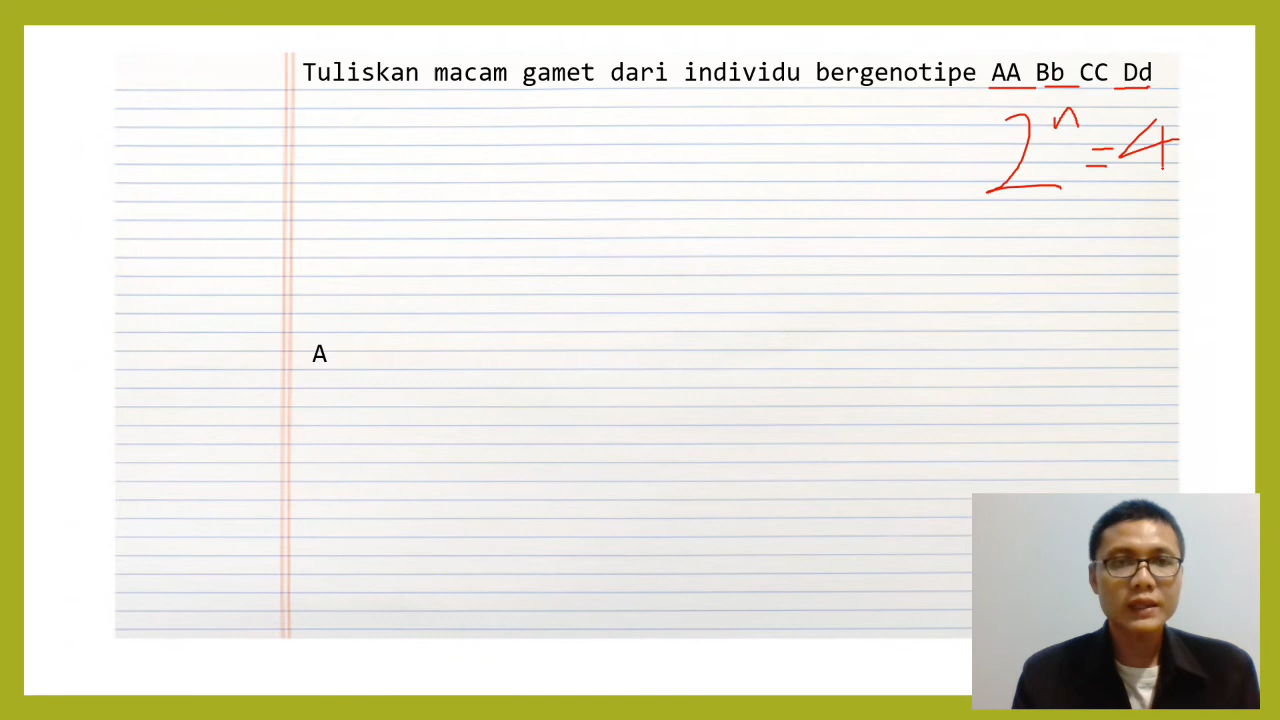 Tuliskan macam gamet dari individu bergenotipe AA Bb CC Dd
2ⁿ = 4
A